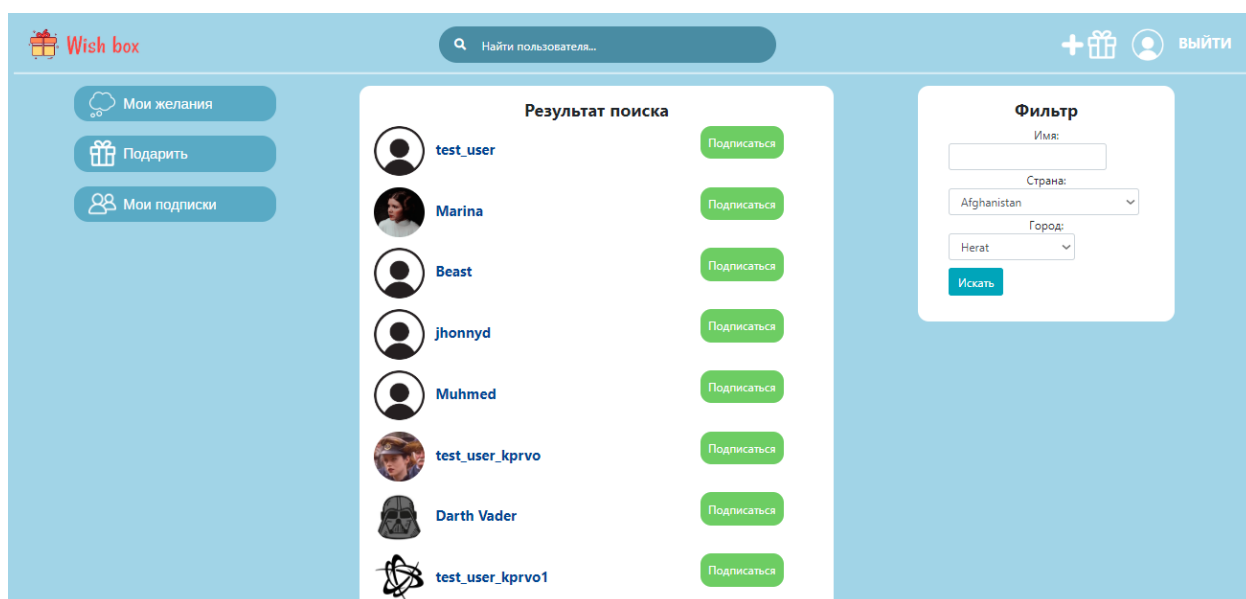 Wish box
Найти пользователя...
ВЫЙТИ
Мои желания
Подарить
Мои подписки
Результат поиска
test_user
Подписаться
Marina
Подписаться
Beast
Подписаться
jhonnyd
Подписаться
Muhmed
Подписаться
test_user_kprvo
Подписаться
Darth Vader
Подписаться
test_user_kprvo1
Подписаться
Фильтр
Имя:
Страна:
Afghanistan
Город:
Herat
Искать